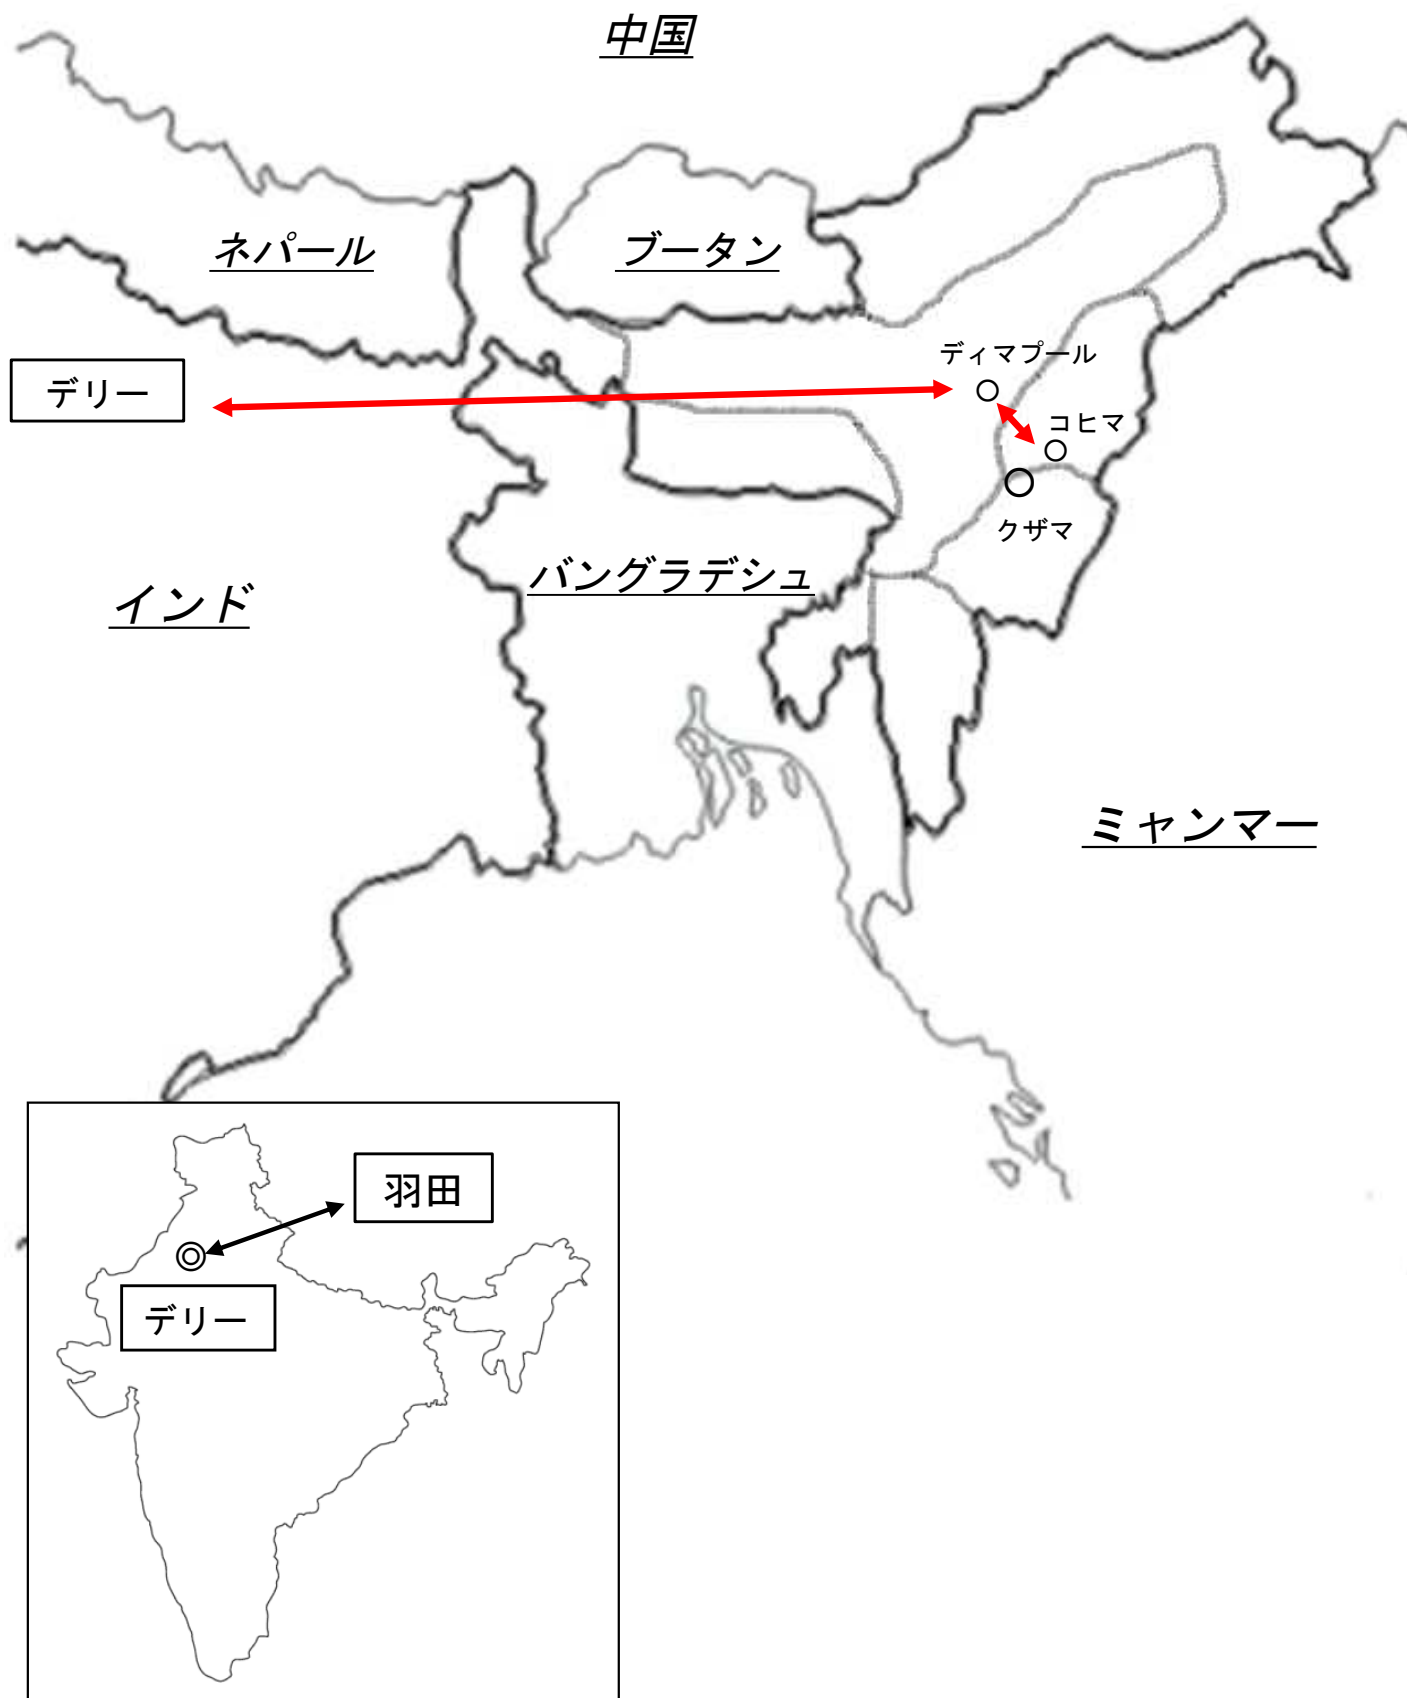 中国
ネパール
ブータン
ディマプール
デリー
コヒマ
クザマ
バングラデシュ
インド
ミャンマー
羽田
デリー